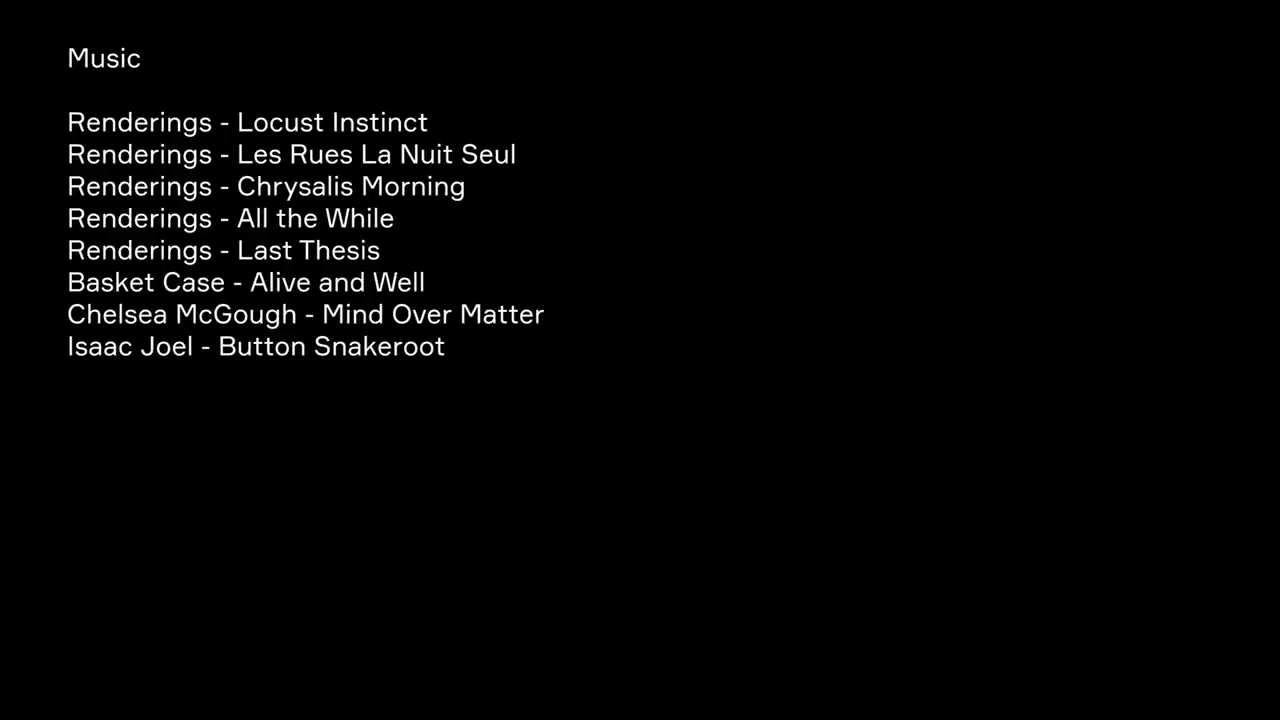 Music
Renderings - Locust Instinct
Renderings - Les Rues La Nuit Seul
Renderings - Chrysalis Morning
Renderings - All the While
Renderings - Last Thesis
Basket Case - Alive and Well
Chelsea McGough - Mind Over Matter
Isaac Joel - Button Snakeroot